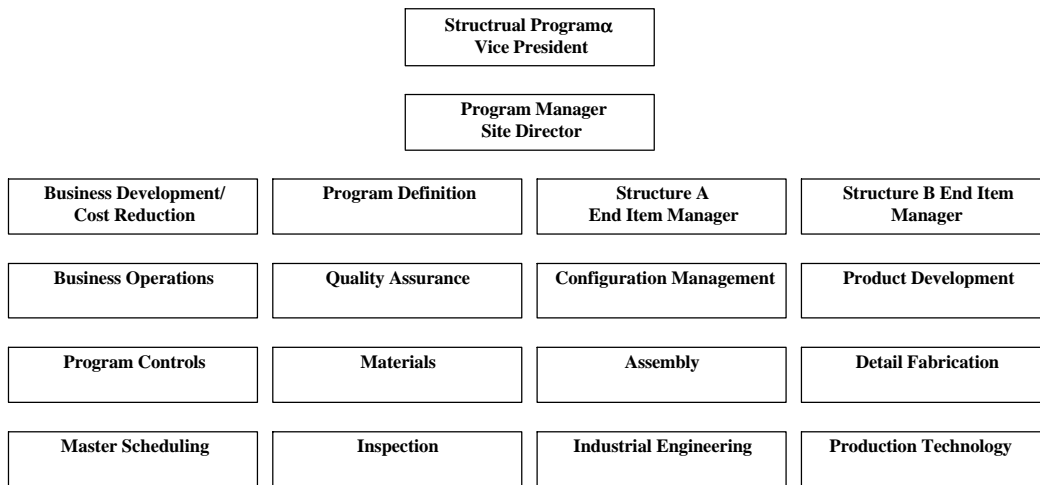 Structrual Programα
Vice President
Program Manager
Site Director
Business Development/
Cost Reduction
Program Definition
Structure A
End Item Manager
Structure B End Item
Manager
Business Operations
Quality Assurance
Configuration Management
Product Development
Program Controls
Materials
Assembly
Detail Fabrication
Master Scheduling
Inspection
Industrial Engineering
Production Technology